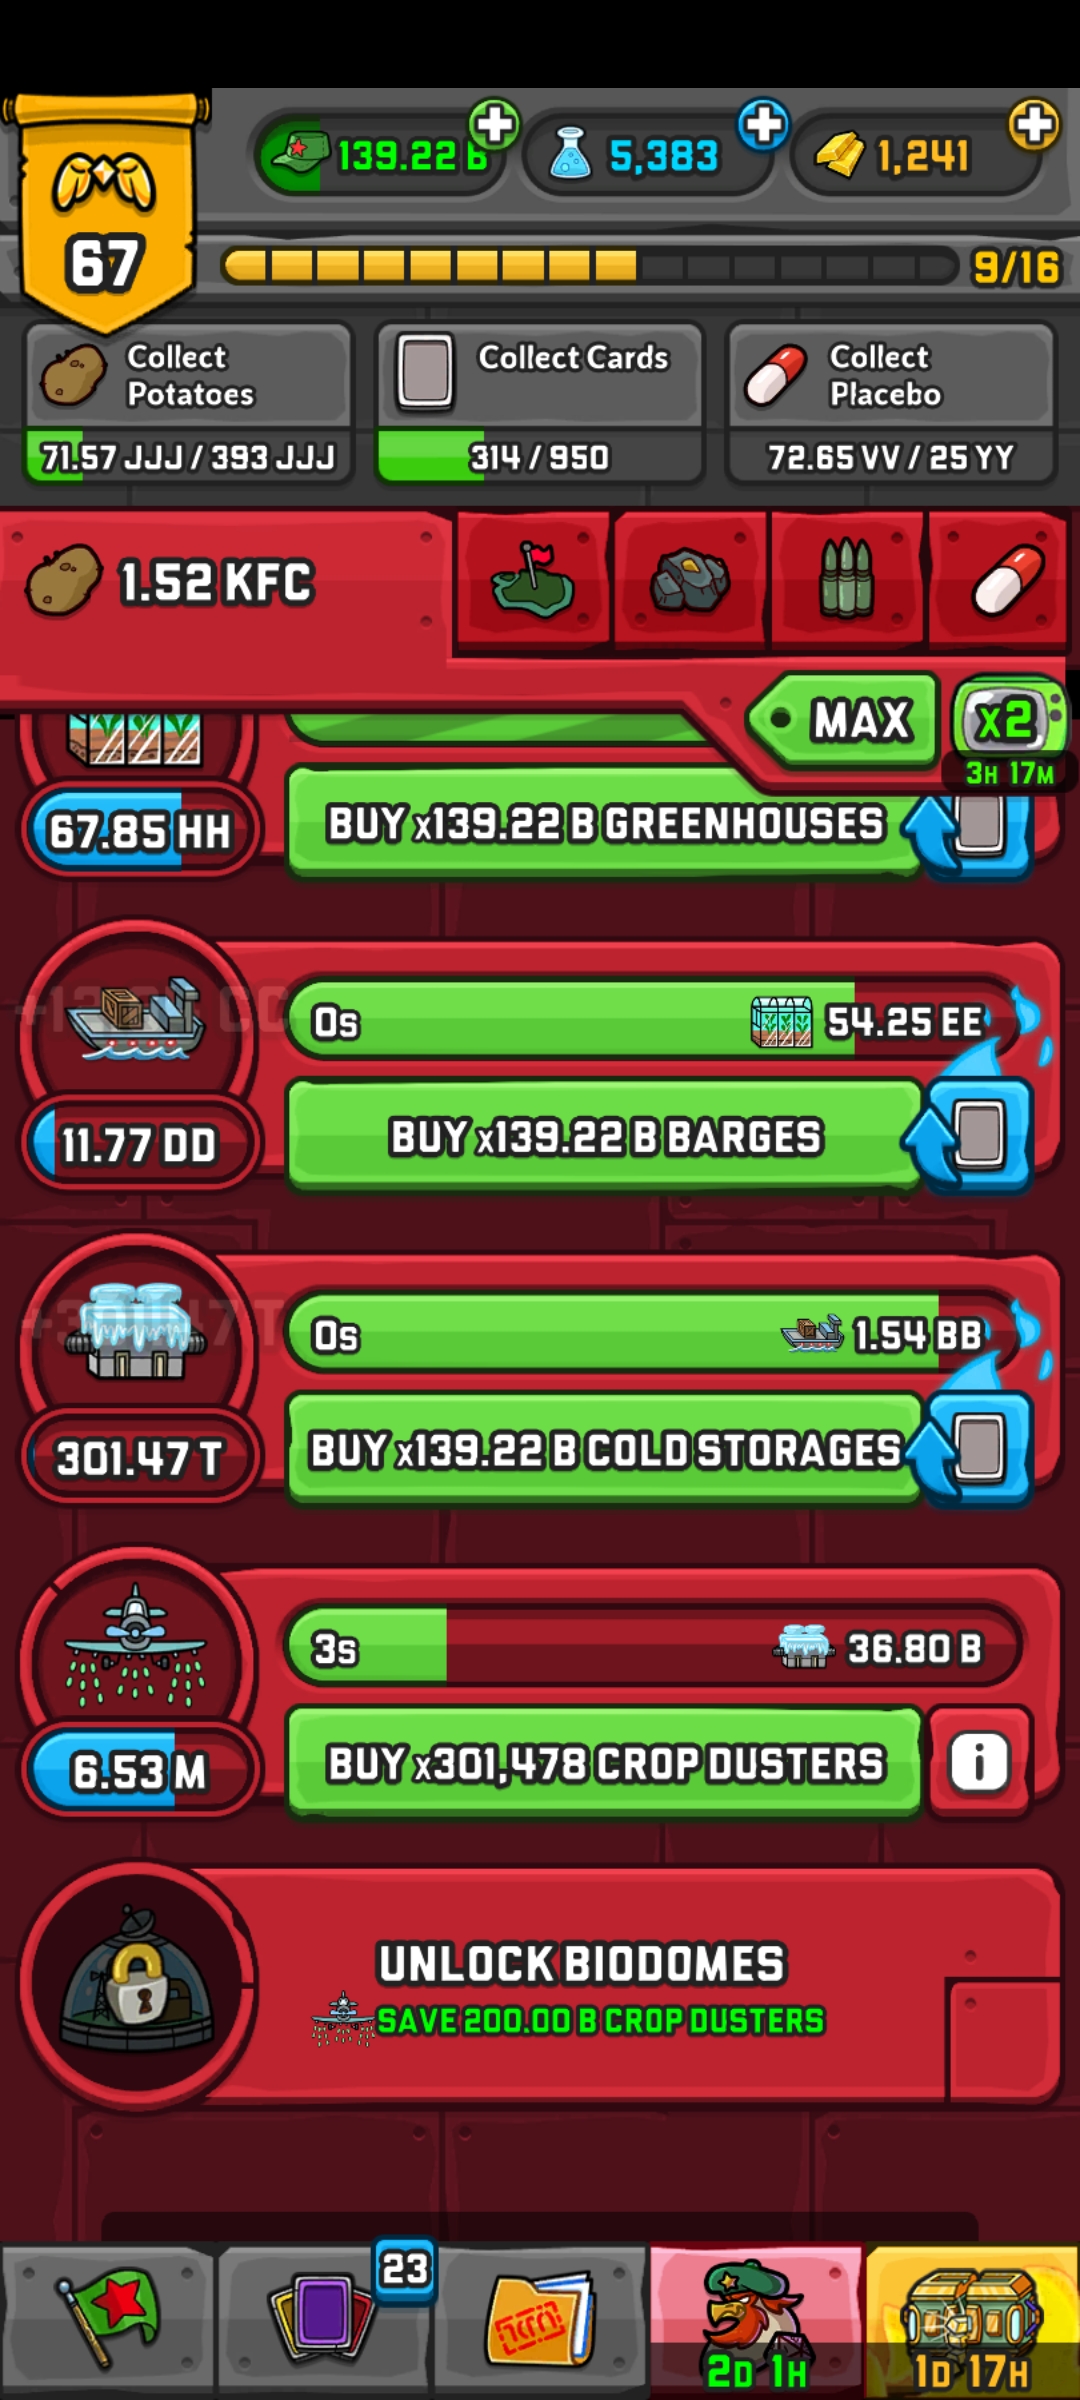 139.22 B
5,383
1,241
67
9/16
Collect
Potatoes
71.57 JJJ / 393 JJJ
Collect Cards
314 / 950
Collect
Placebo
72.65 VV / 25 YY
1.52 KFC
MAX
x2
3H 17M
67.85 HH
BUY x139.22 B GREENHOUSES
0s
54.25 EE
11.77 DD
BUY x139.22 B BARGES
0s
1.54 BB
301.47 T
BUY x139.22 B COLD STORAGES
3s
36.80 B
6.53 M
BUY x301,478 CROP DUSTERS
i
UNLOCK BIODOMES
SAVE 200.00 B CROP DUSTERS
23
2D 1H
1D 17H